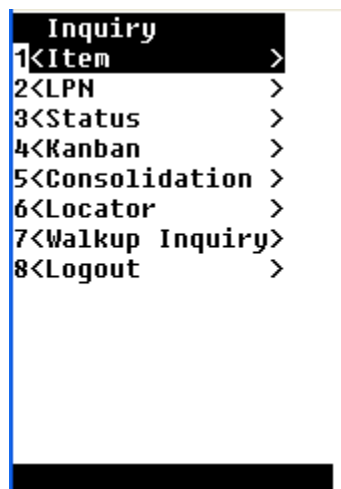 Inquiry
1<Item >
2<LPN >
3<Status >
4<Kanban >
5<Consolidation >
6<Locator >
7<Walkup Inquiry>
8<Logout >